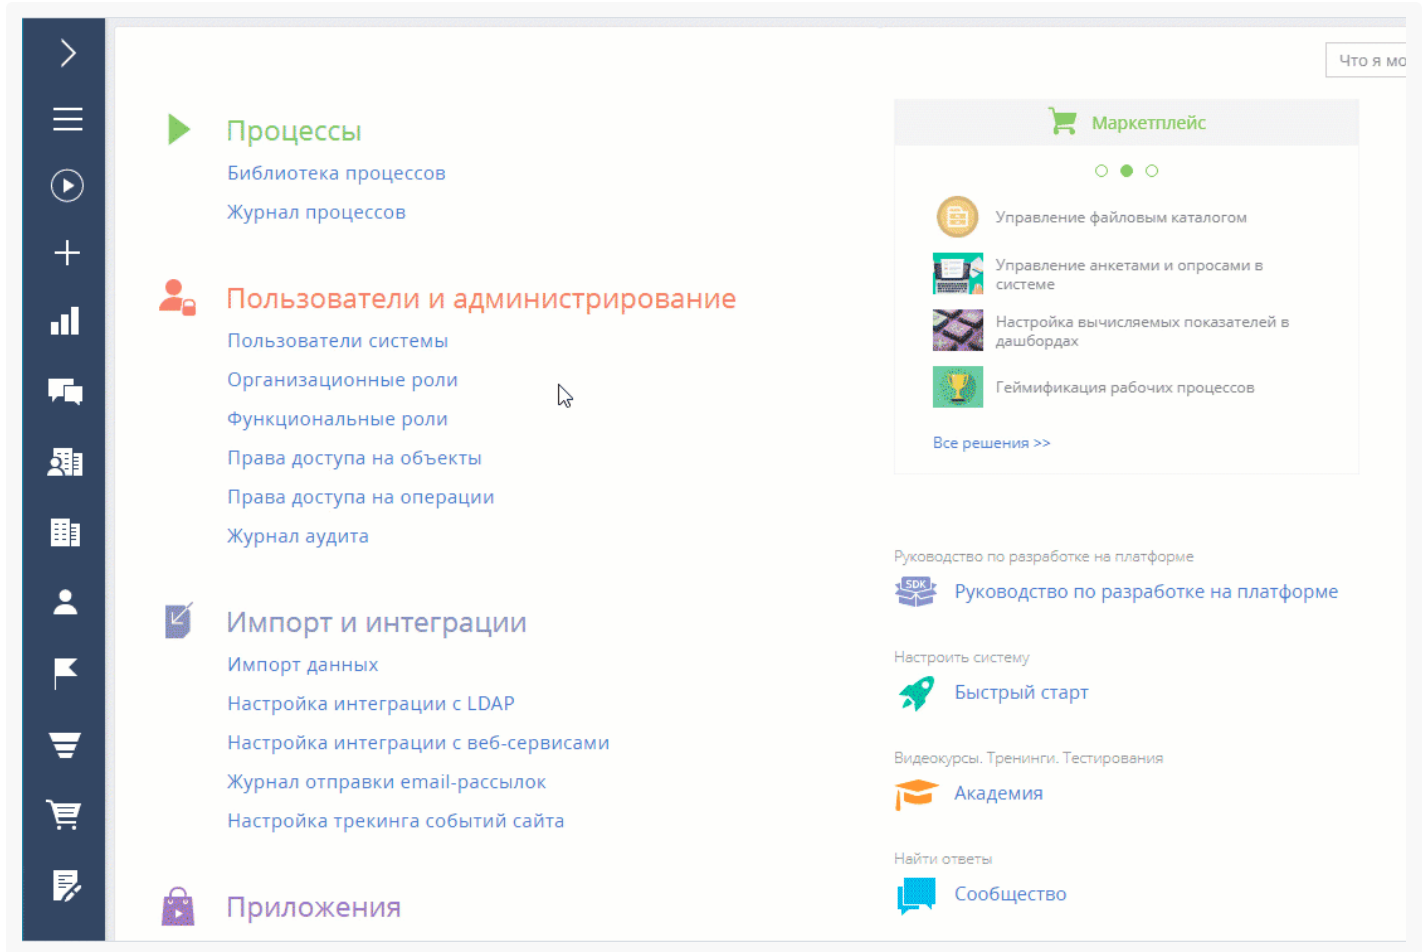 Что я мо
Процессы
Библиотека процессов
Журнал процессов
Пользователи и администрирование
Пользователи системы
Организационные роли
Функциональные роли
Права доступа на объекты
Права доступа на операции
Журнал аудита
Импорт и интеграции
Импорт данных
Настройка интеграции с LDAP
Настройка интеграции с веб-сервисами
Журнал отправки email-рассылок
Настройка трекинга событий сайта
Приложения
Маркетплейс
Управление файловым каталогом
Управление анкетами и опросами в
системе
Настройка вычисляемых показателей в
дашбордах
Геймификация рабочих процессов
Все решения >>
Руководство по разработке на платформе
SDK
Руководство по разработке на платформе
Настроить систему
Быстрый старт
Видеокурсы. Тренинги. Тестирования
Академия
Найти ответы
Сообщество